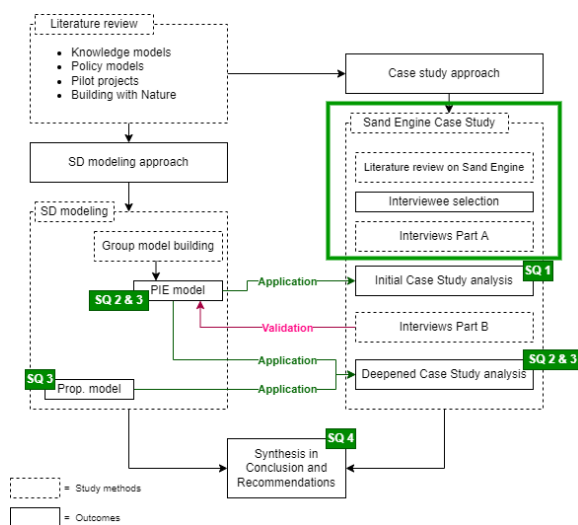 Literature review
Knowledge models
Policy models
Pilot projects
Building with Nature
Case study approach
Sand Engine Case Study
SD modeling approach
Literature review on Sand Engine
Interviewee selection
Interviews Part A
SD modeling
Group model building
PIE model
SQ 2 & 3
Application
Initial Case Study analysis
SQ 1
Validation
Interviews Part B
SQ 2 & 3
SQ 3
Prop. model
Application
Deepened Case Study analysis
SQ 4
Synthesis in
Conclusion and
Recommendations
= Study methods
= Outcomes